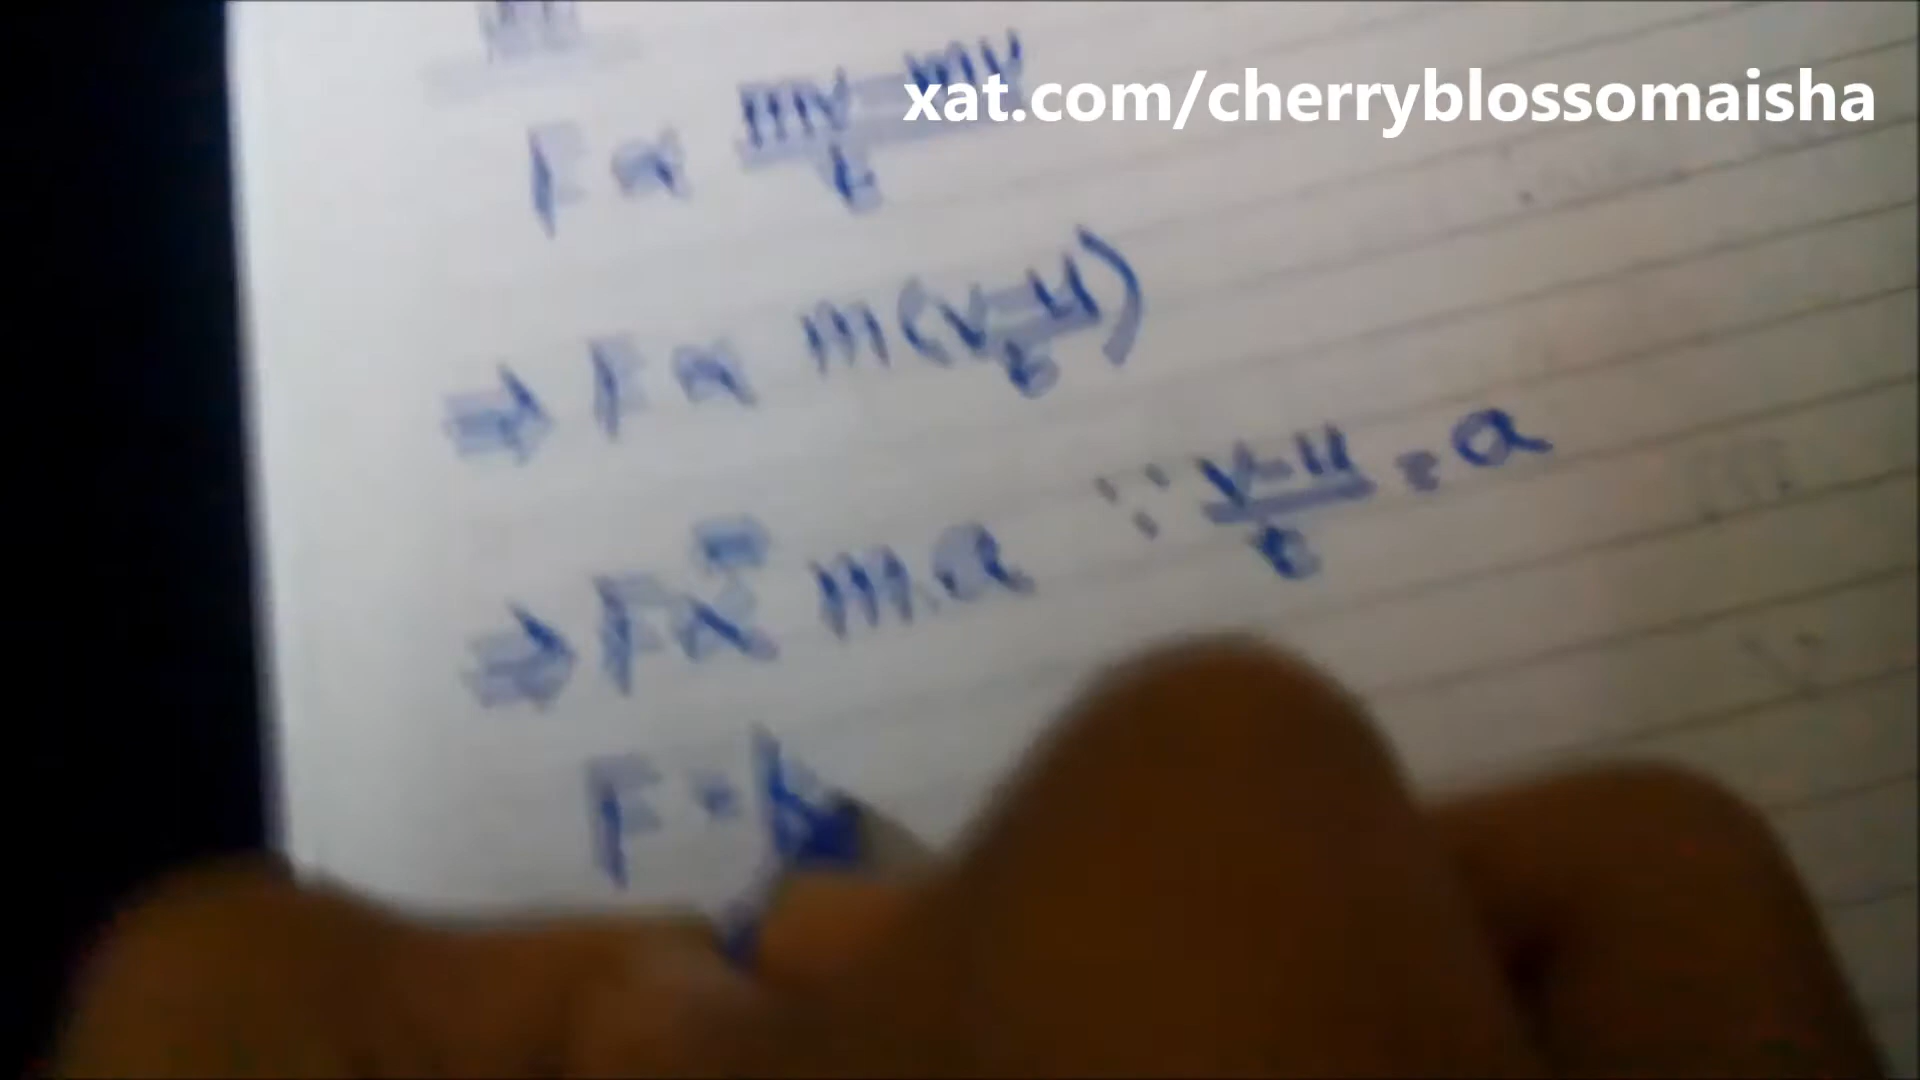 xat.com/cherryblossomaisha
F ∝ mv - mu / t
⇒ F ∝ m(v-u / t)
⇒ F ∝ m.a ∵ v-u / t = a
F =